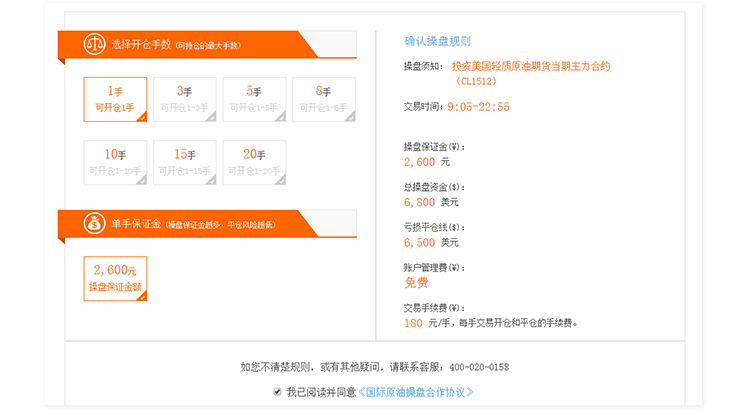 选择开仓手数(可持仓的最大手数)
1手
可开仓1手
3手
可开仓1-3手
5手
可开仓1-5手
8手
可开仓1-8手
10手
可开仓1-10手
15手
可开仓1-15手
20手
可开仓1-20手
单手保证金(操盘保证金越多，平仓风险越低)
2,600元
操盘保证金额
确认操盘规则
操盘须知: 投资美国轻质原油期货当期主力合约
(CL1512)
交易时间: 9:05-22:55
操盘保证金(¥):
2,600 元
总操盘资金($):
6,800 美元
亏损平仓线($):
6,500 美元
账户管理费(¥):
免费
交易手续费(¥):
180 元/手，每手交易开仓和平仓的手续费。
如您不清楚规则，或有其他疑问，请联系客服: 400-020-0158
我已阅读并同意《国际原油操盘合作协议》